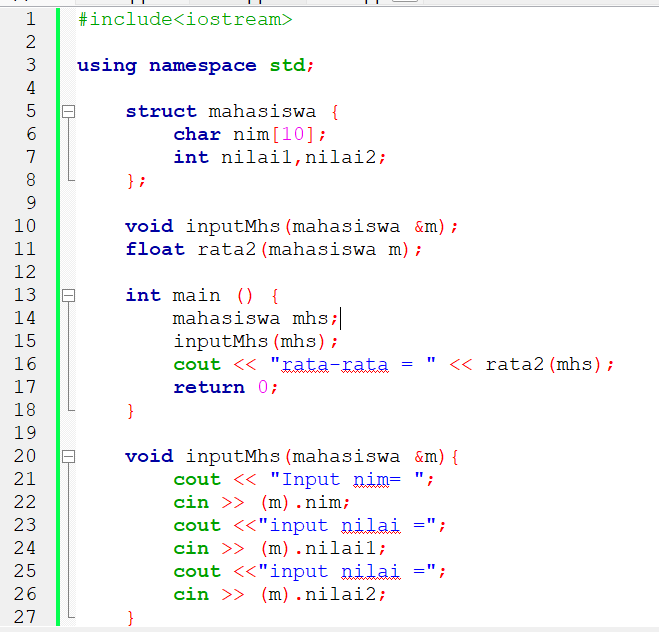 1 #include<iostream>
2
3 using namespace std;
4
5 struct mahasiswa {
6 char nim[10];
7 int nilai1,nilai2;
8 };
9
10 void inputMhs(mahasiswa &m);
11 float rata2(mahasiswa m);
12
13 int main () {
14 mahasiswa mhs;
15 inputMhs(mhs);
16 cout << "rata-rata = " << rata2(mhs);
17 return 0;
18 }
19
20 void inputMhs(mahasiswa &m){
21 cout << "Input nim= ";
22 cin >> (m).nim;
23 cout <<"input nilai =";
24 cin >> (m).nilai1;
25 cout <<"input nilai =";
26 cin >> (m).nilai2;
27 }